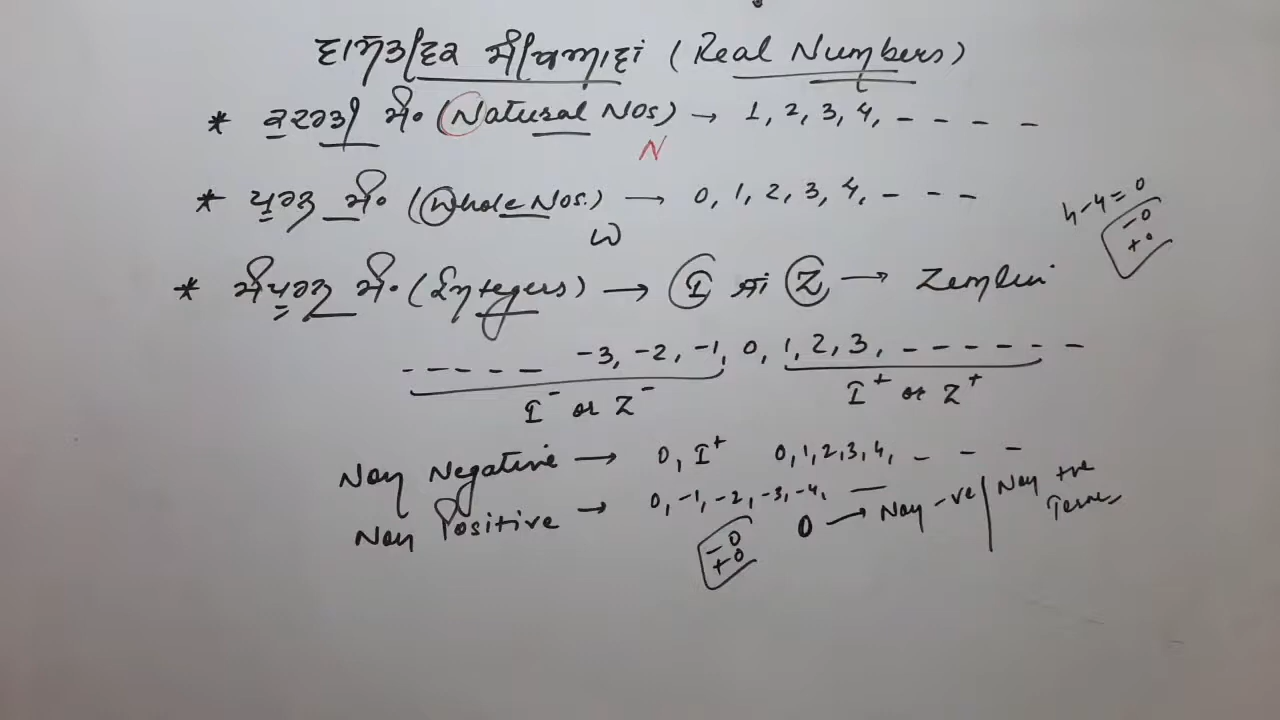 ਵਾਸਤਵਿਕ ਸੰਖਿਆਵਾਂ (Real Numbers)
* ਕੁਦਰਤੀ ਸੰ. (Natural Nos) → 1, 2, 3, 4, - - - -
N
* ਪੂਰਨ ਸੰ. (Whole Nos.) → 0, 1, 2, 3, 4, - - -
W
4-4=0
-0
+0
* ਸੰਪੂਰਨ ਸੰ. (Integers) → I ਜਾਂ Z →
- - - - - -3, -2, -1, 0, 1, 2, 3, - - - - - - -
I⁻ or Z⁻ I⁺ or Z⁺
Non Negative → 0, I⁺ 0, 1, 2, 3, 4, - - -
Non Positive → 0, -1, -2, -3, -4, —
-0
+0
0 → Non -ve | Non +ve